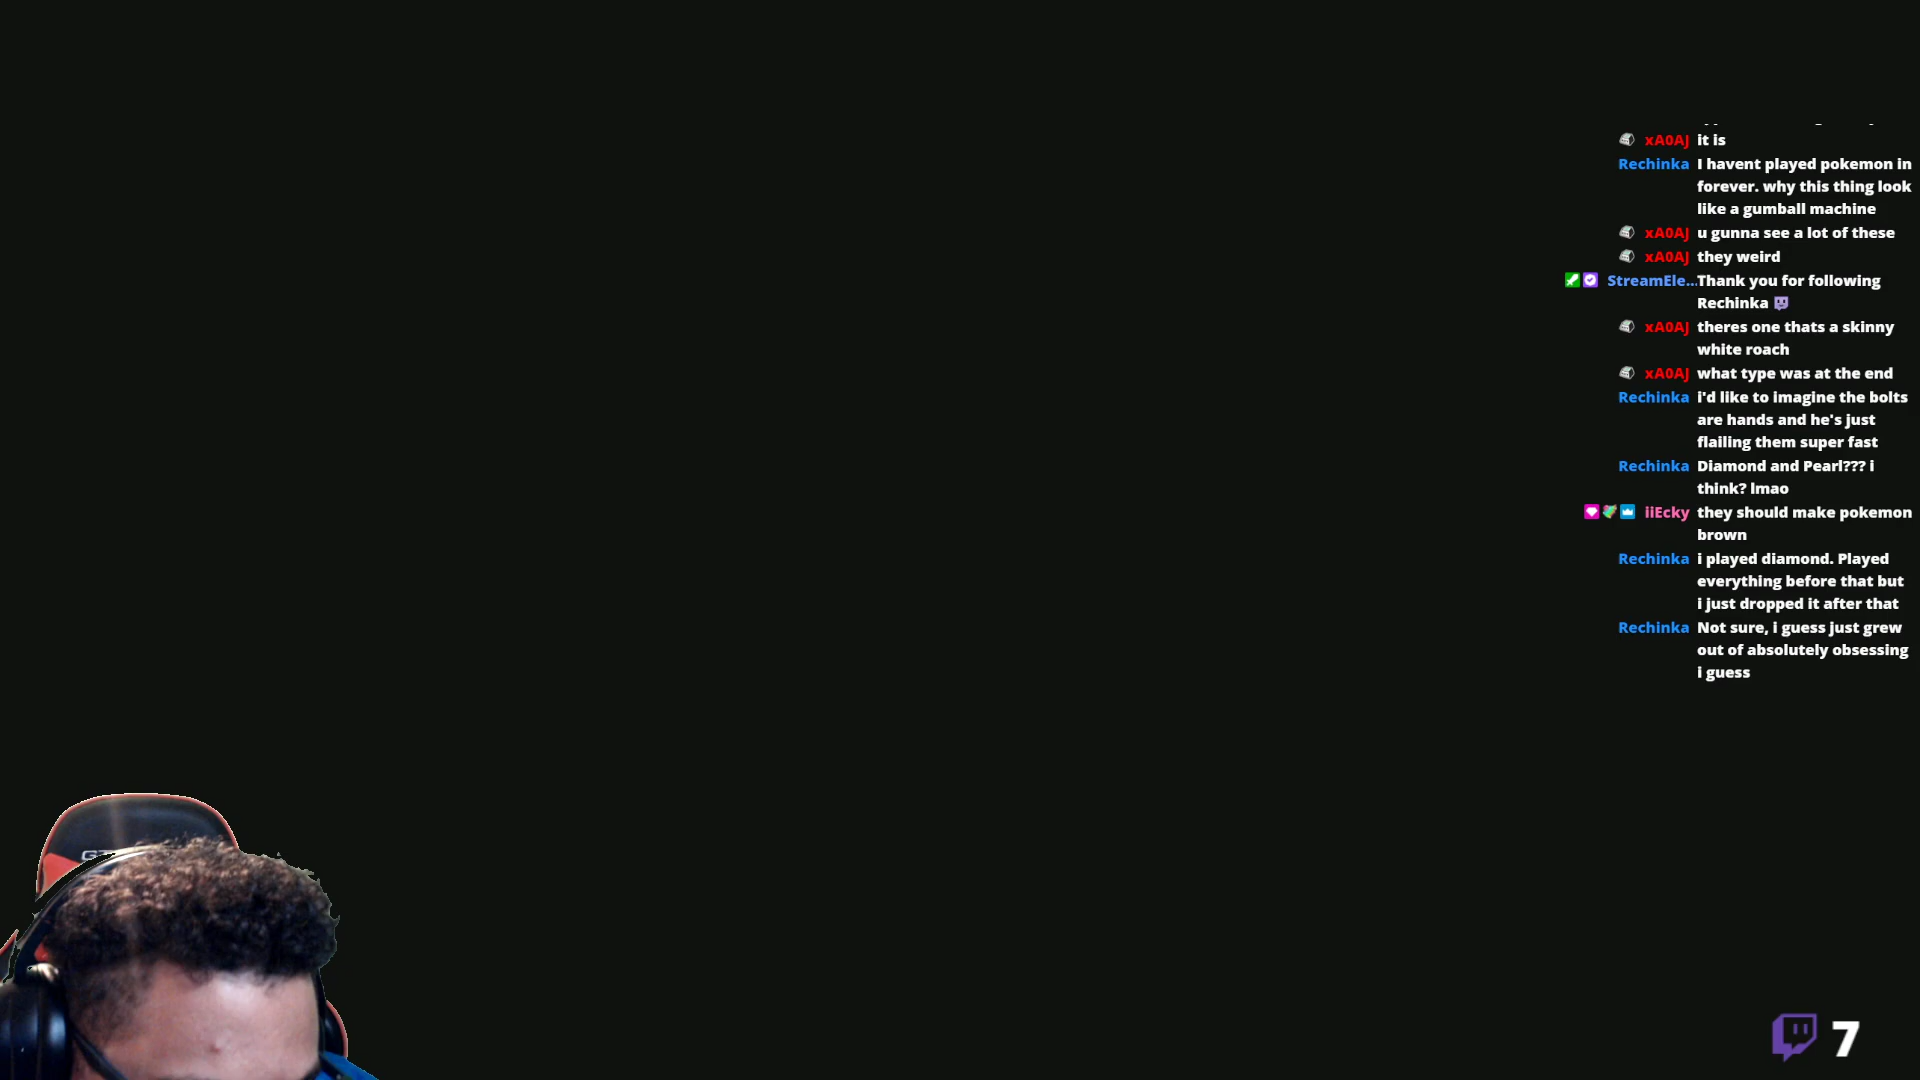 xA0AJ it is
Rechinka I havent played pokemon in
forever. why this thing look
like a gumball machine
xA0AJ u gunna see a lot of these
xA0AJ they weird
StreamEle...Thank you for following
Rechinka
xA0AJ theres one thats a skinny
white roach
xA0AJ what type was at the end
Rechinka i'd like to imagine the bolts
are hands and he's just
flailing them super fast
Rechinka Diamond and Pearl??? i
think? lmao
iiEcky they should make pokemon
brown
Rechinka i played diamond. Played
everything before that but
i just dropped it after that
Rechinka Not sure, i guess just grew
out of absolutely obsessing
i guess
7